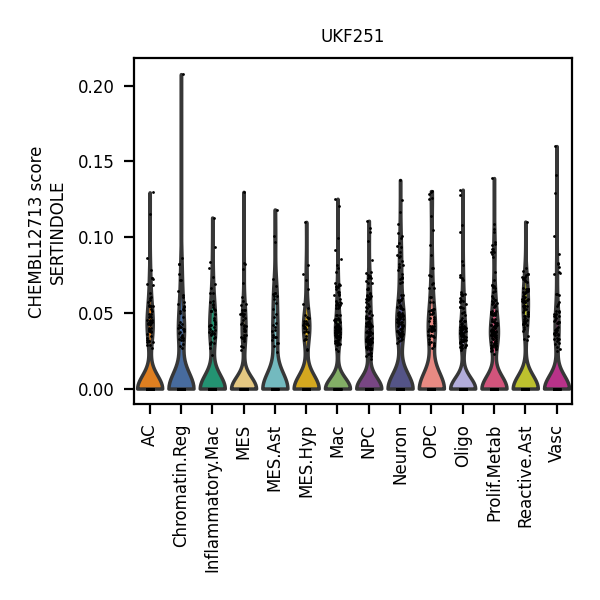 UKF251
CHEMBL12713 score
SERTINDOLE
0.20
0.15
0.10
0.05
0.00
AC
Chromatin.Reg
Inflammatory.Mac
MES
MES.Ast
MES.Hyp
Mac
NPC
Neuron
OPC
Oligo
Prolif.Metab
Reactive.Ast
Vasc